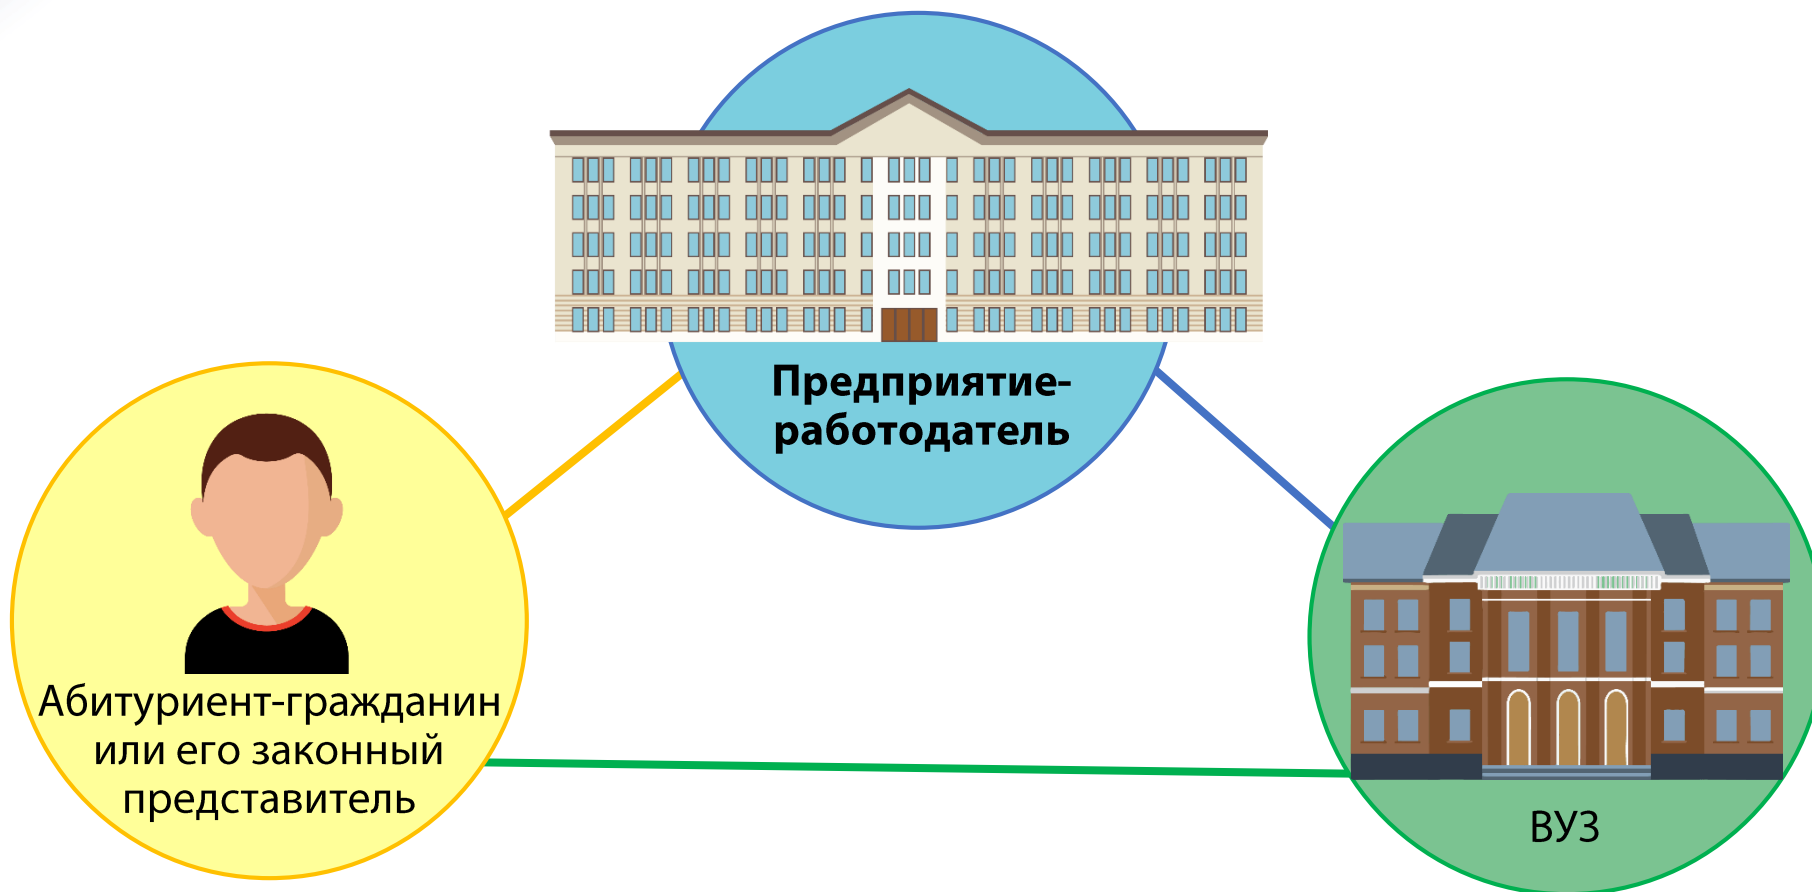 Предприятие-
работодатель
Абитуриент-гражданин
или его законный
представитель
ВУЗ